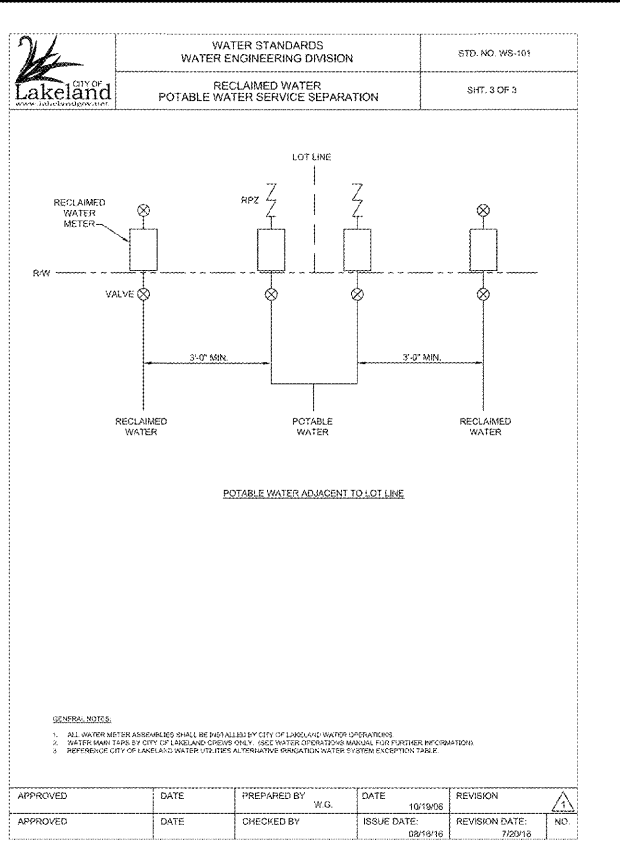 CITY OF
Lakeland
www.lakelandgov.net
WATER STANDARDS
WATER ENGINEERING DIVISION
STD. NO. WS-101
RECLAIMED WATER
POTABLE WATER SERVICE SEPARATION
SHT. 3 OF 3
LOT LINE
RPZ
RECLAIMED
WATER
METER
R/W
VALVE
3'-0" MIN.
3'-0" MIN.
RECLAIMED
WATER
POTABLE
WATER
RECLAIMED
WATER
POTABLE WATER ADJACENT TO LOT LINE
GENERAL NOTES:
1. ALL WATER METER ASSEMBLIES SHALL BE INSTALLED BY CITY OF LAKELAND WATER OPERATIONS.
2. WATER MAIN TAPS BY CITY OF LAKELAND CREWS ONLY. (SEE WATER OPERATIONS MANUAL FOR FURTHER INFORMATION)
3. REFERENCE CITY OF LAKELAND WATER UTILITIES ALTERNATIVE IRRIGATION WATER SYSTEM EXCEPTION TABLE.
APPROVED DATE PREPARED BY W.G. DATE 10/19/06 REVISION 1
APPROVED DATE CHECKED BY ISSUE DATE: 08/16/16 REVISION DATE: 7/20/16 NO.